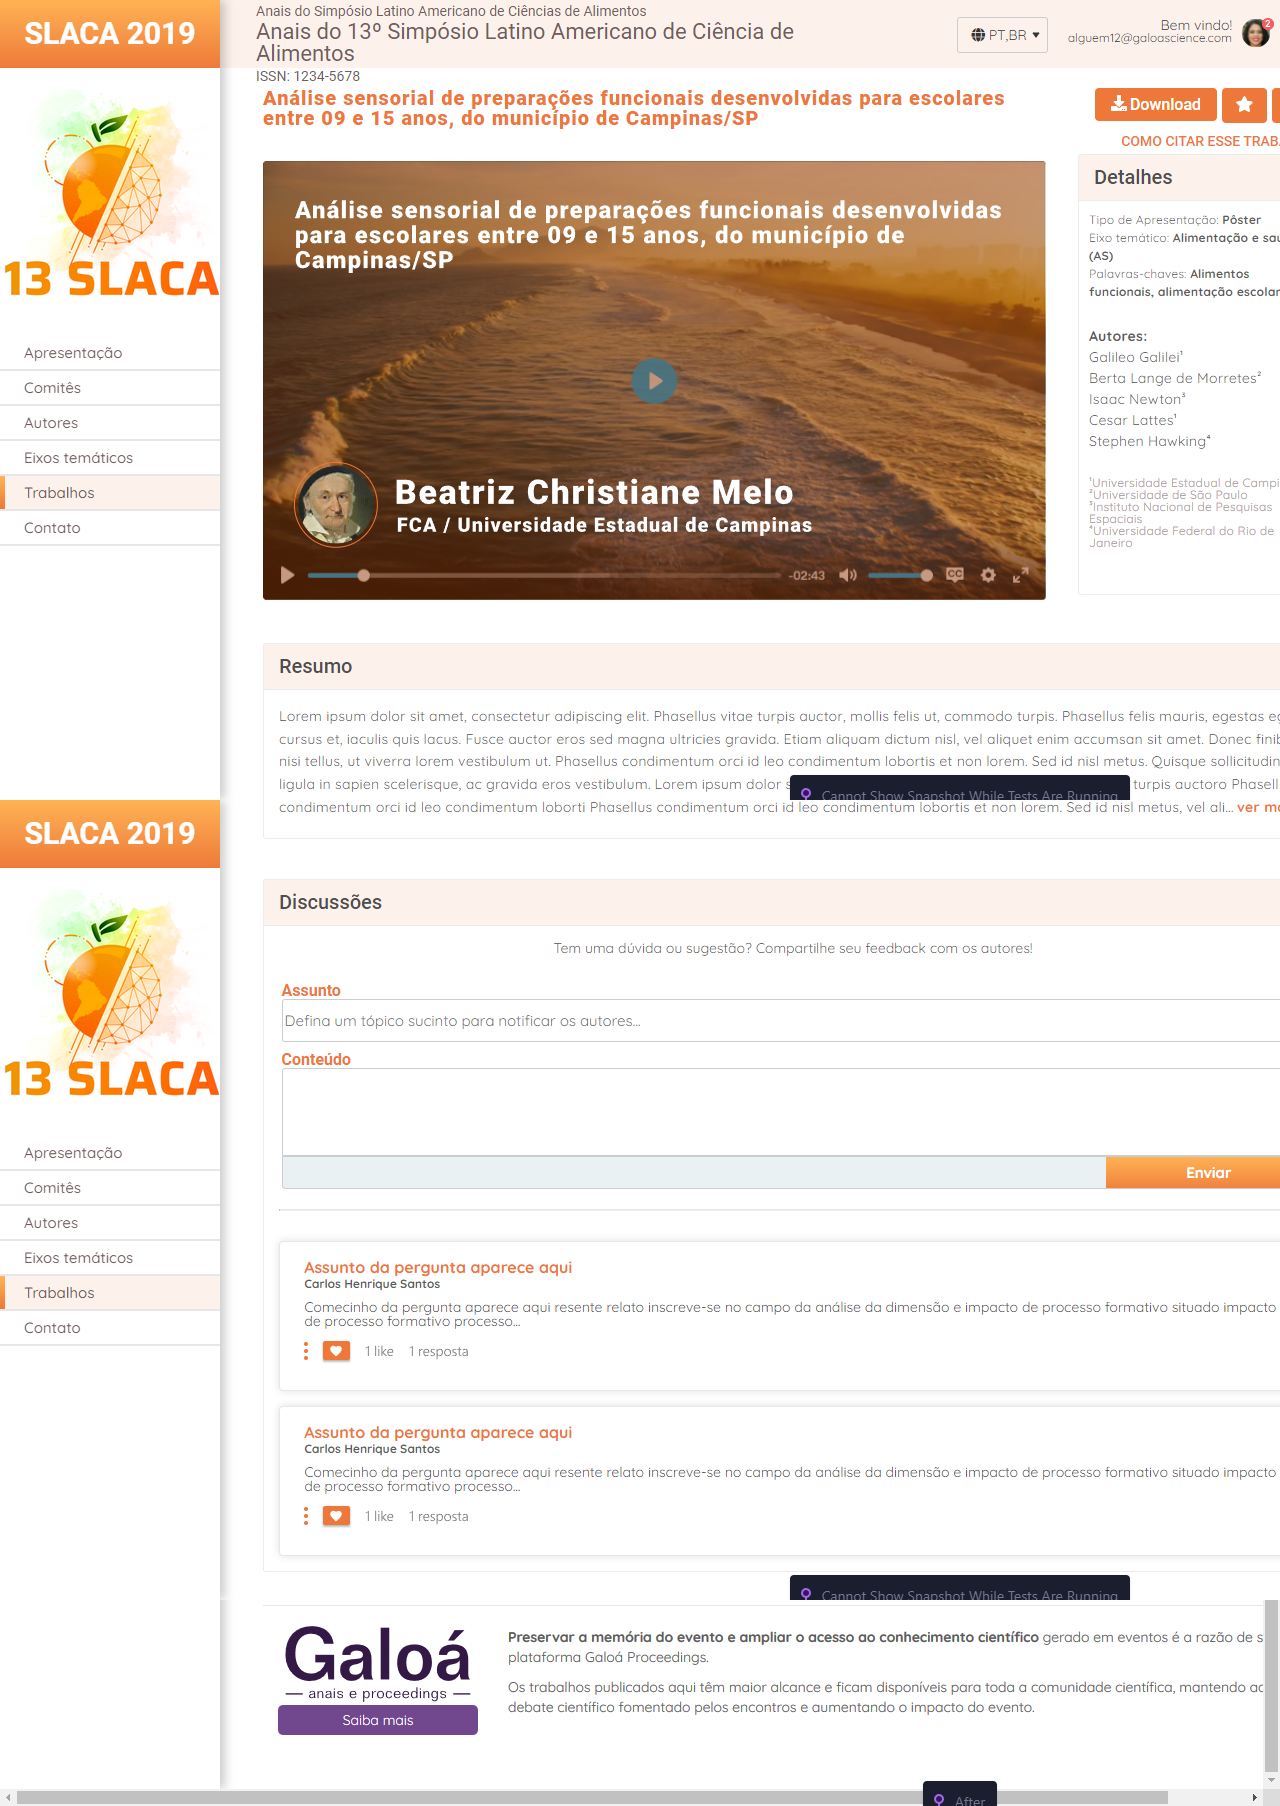 SLACA 2019
Anais do Simpósio Latino Americano de Ciências de Alimentos
Anais do 13º Simpósio Latino Americano de Ciência de
Alimentos
ISSN: 1234-5678
PT,BR
Bem vindo!
alguem12@galoascience.com
2
13 SLACA
Apresentação
Comitês
Autores
Eixos temáticos
Trabalhos
Contato
Análise sensorial de preparações funcionais desenvolvidas para escolares
entre 09 e 15 anos, do município de Campinas/SP
Download
COMO CITAR ESSE TRAB
Análise sensorial de preparações funcionais desenvolvidas
para escolares entre 09 e 15 anos, do município de
Campinas/SP
Beatriz Christiane Melo
FCA / Universidade Estadual de Campinas
-02:43
CC
Detalhes
Tipo de Apresentação: Pôster
Eixo temático: Alimentação e saú
(AS)
Palavras-chaves: Alimentos
funcionais, alimentação escolar
Autores:
Galileo Galilei¹
Berta Lange de Morretes²
Isaac Newton³
Cesar Lattes¹
Stephen Hawking⁴
¹Universidade Estadual de Campi
²Universidade de São Paulo
³Instituto Nacional de Pesquisas
Espaciais
⁴Universidade Federal do Rio de
Janeiro
Resumo
Lorem ipsum dolor sit amet, consectetur adipiscing elit. Phasellus vitae turpis auctor, mollis felis ut, commodo turpis. Phasellus felis mauris, egestas eg
cursus et, iaculis quis lacus. Fusce auctor eros sed magna ultricies gravida. Etiam aliquam dictum nisl, vel aliquet enim accumsan sit amet. Donec finib
nisi tellus, ut viverra lorem vestibulum ut. Phasellus condimentum orci id leo condimentum lobortis et non lorem. Sed id nisl metus. Quisque sollicitudin
ligula in sapien scelerisque, ac gravida eros vestibulum. Lorem ipsum dolor s
Cannot Show Snapshot While Tests Are Running
turpis auctoro Phasell
condimentum orci id leo condimentum loborti Phasellus condimentum orci id leo condimentum lobortis et non lorem. Sed id nisl metus, vel ali... ver m
SLACA 2019
13 SLACA
Apresentação
Comitês
Autores
Eixos temáticos
Trabalhos
Contato
Discussões
Tem uma dúvida ou sugestão? Compartilhe seu feedback com os autores!
Assunto
Defina um tópico sucinto para notificar os autores...
Conteúdo
Enviar
Assunto da pergunta aparece aqui
Carlos Henrique Santos
Comecinho da pergunta aparece aqui resente relato inscreve-se no campo da análise da dimensão e impacto de processo formativo situado impacto
de processo formativo processo...
1 like 1 resposta
Assunto da pergunta aparece aqui
Carlos Henrique Santos
Comecinho da pergunta aparece aqui resente relato inscreve-se no campo da análise da dimensão e impacto de processo formativo situado impacto
de processo formativo processo...
1 like 1 resposta
Cannot Show Snapshot While Tests Are Running
Galoá
anais e proceedings
Saiba mais
Preservar a memória do evento e ampliar o acesso ao conhecimento científico gerado em eventos é a razão de s
plataforma Galoá Proceedings.
Os trabalhos publicados aqui têm maior alcance e ficam disponíveis para toda a comunidade científica, mantendo ac
debate científico fomentado pelos encontros e aumentando o impacto do evento.
After